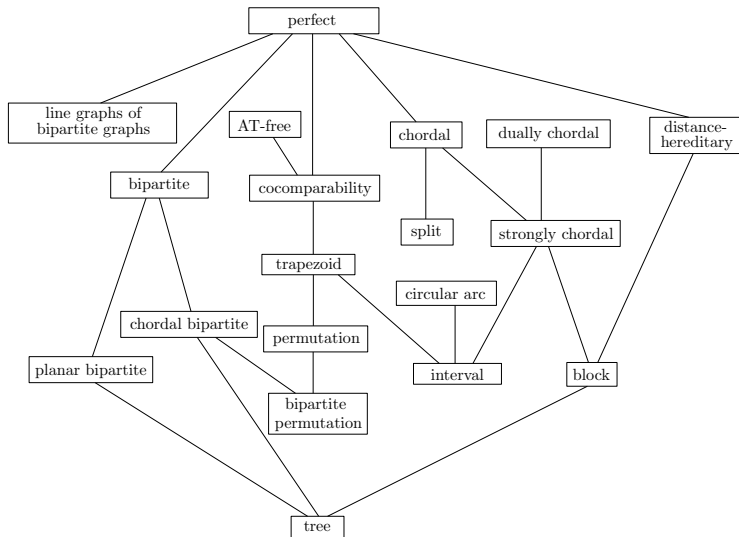 perfect
line graphs of
bipartite graphs
AT-free
chordal
dually chordal
distance-
hereditary
bipartite
cocomparability
split
strongly chordal
trapezoid
circular arc
chordal bipartite
permutation
planar bipartite
interval
block
bipartite
permutation
tree